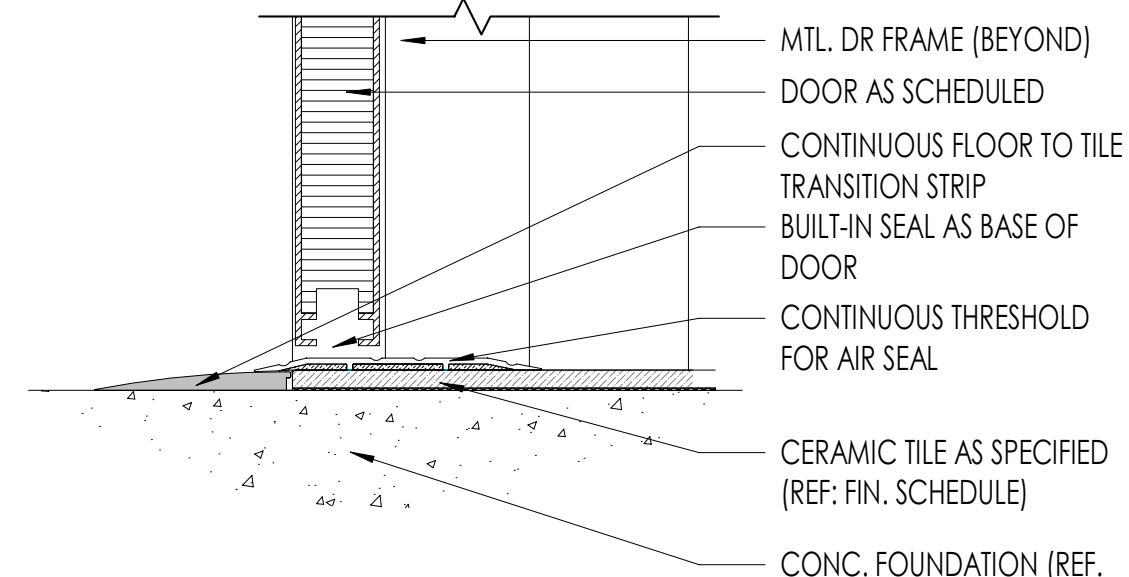 MTL. DR FRAME (BEYOND)
DOOR AS SCHEDULED
CONTINUOUS FLOOR TO TILE
TRANSITION STRIP
BUILT-IN SEAL AS BASE OF
DOOR
CONTINUOUS THRESHOLD
FOR AIR SEAL
CERAMIC TILE AS SPECIFIED
(REF: FIN. SCHEDULE)
CONC. FOUNDATION (REF.